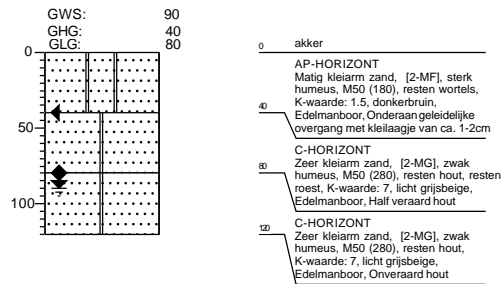 GWS: 90
GHG: 40
GLG: 80
0
50
100
0 akker
AP-HORIZONT
Matig kleiarm zand, [2-MF], sterk
humeus, M50 (180), resten wortels,
K-waarde: 1.5, donkerbruin,
Edelmanboor, Onderaan geleidelijke
overgang met kleilaagje van ca. 1-2cm
40
C-HORIZONT
Zeer kleiarm zand, [2-MG], zwak
humeus, M50 (280), resten hout, resten
roest, K-waarde: 7, licht grijsbeige,
Edelmanboor, Half veraard hout
80
C-HORIZONT
Zeer kleiarm zand, [2-MG], zwak
humeus, M50 (280), resten hout,
K-waarde: 7, licht grijsbeige,
Edelmanboor, Onveraard hout
120